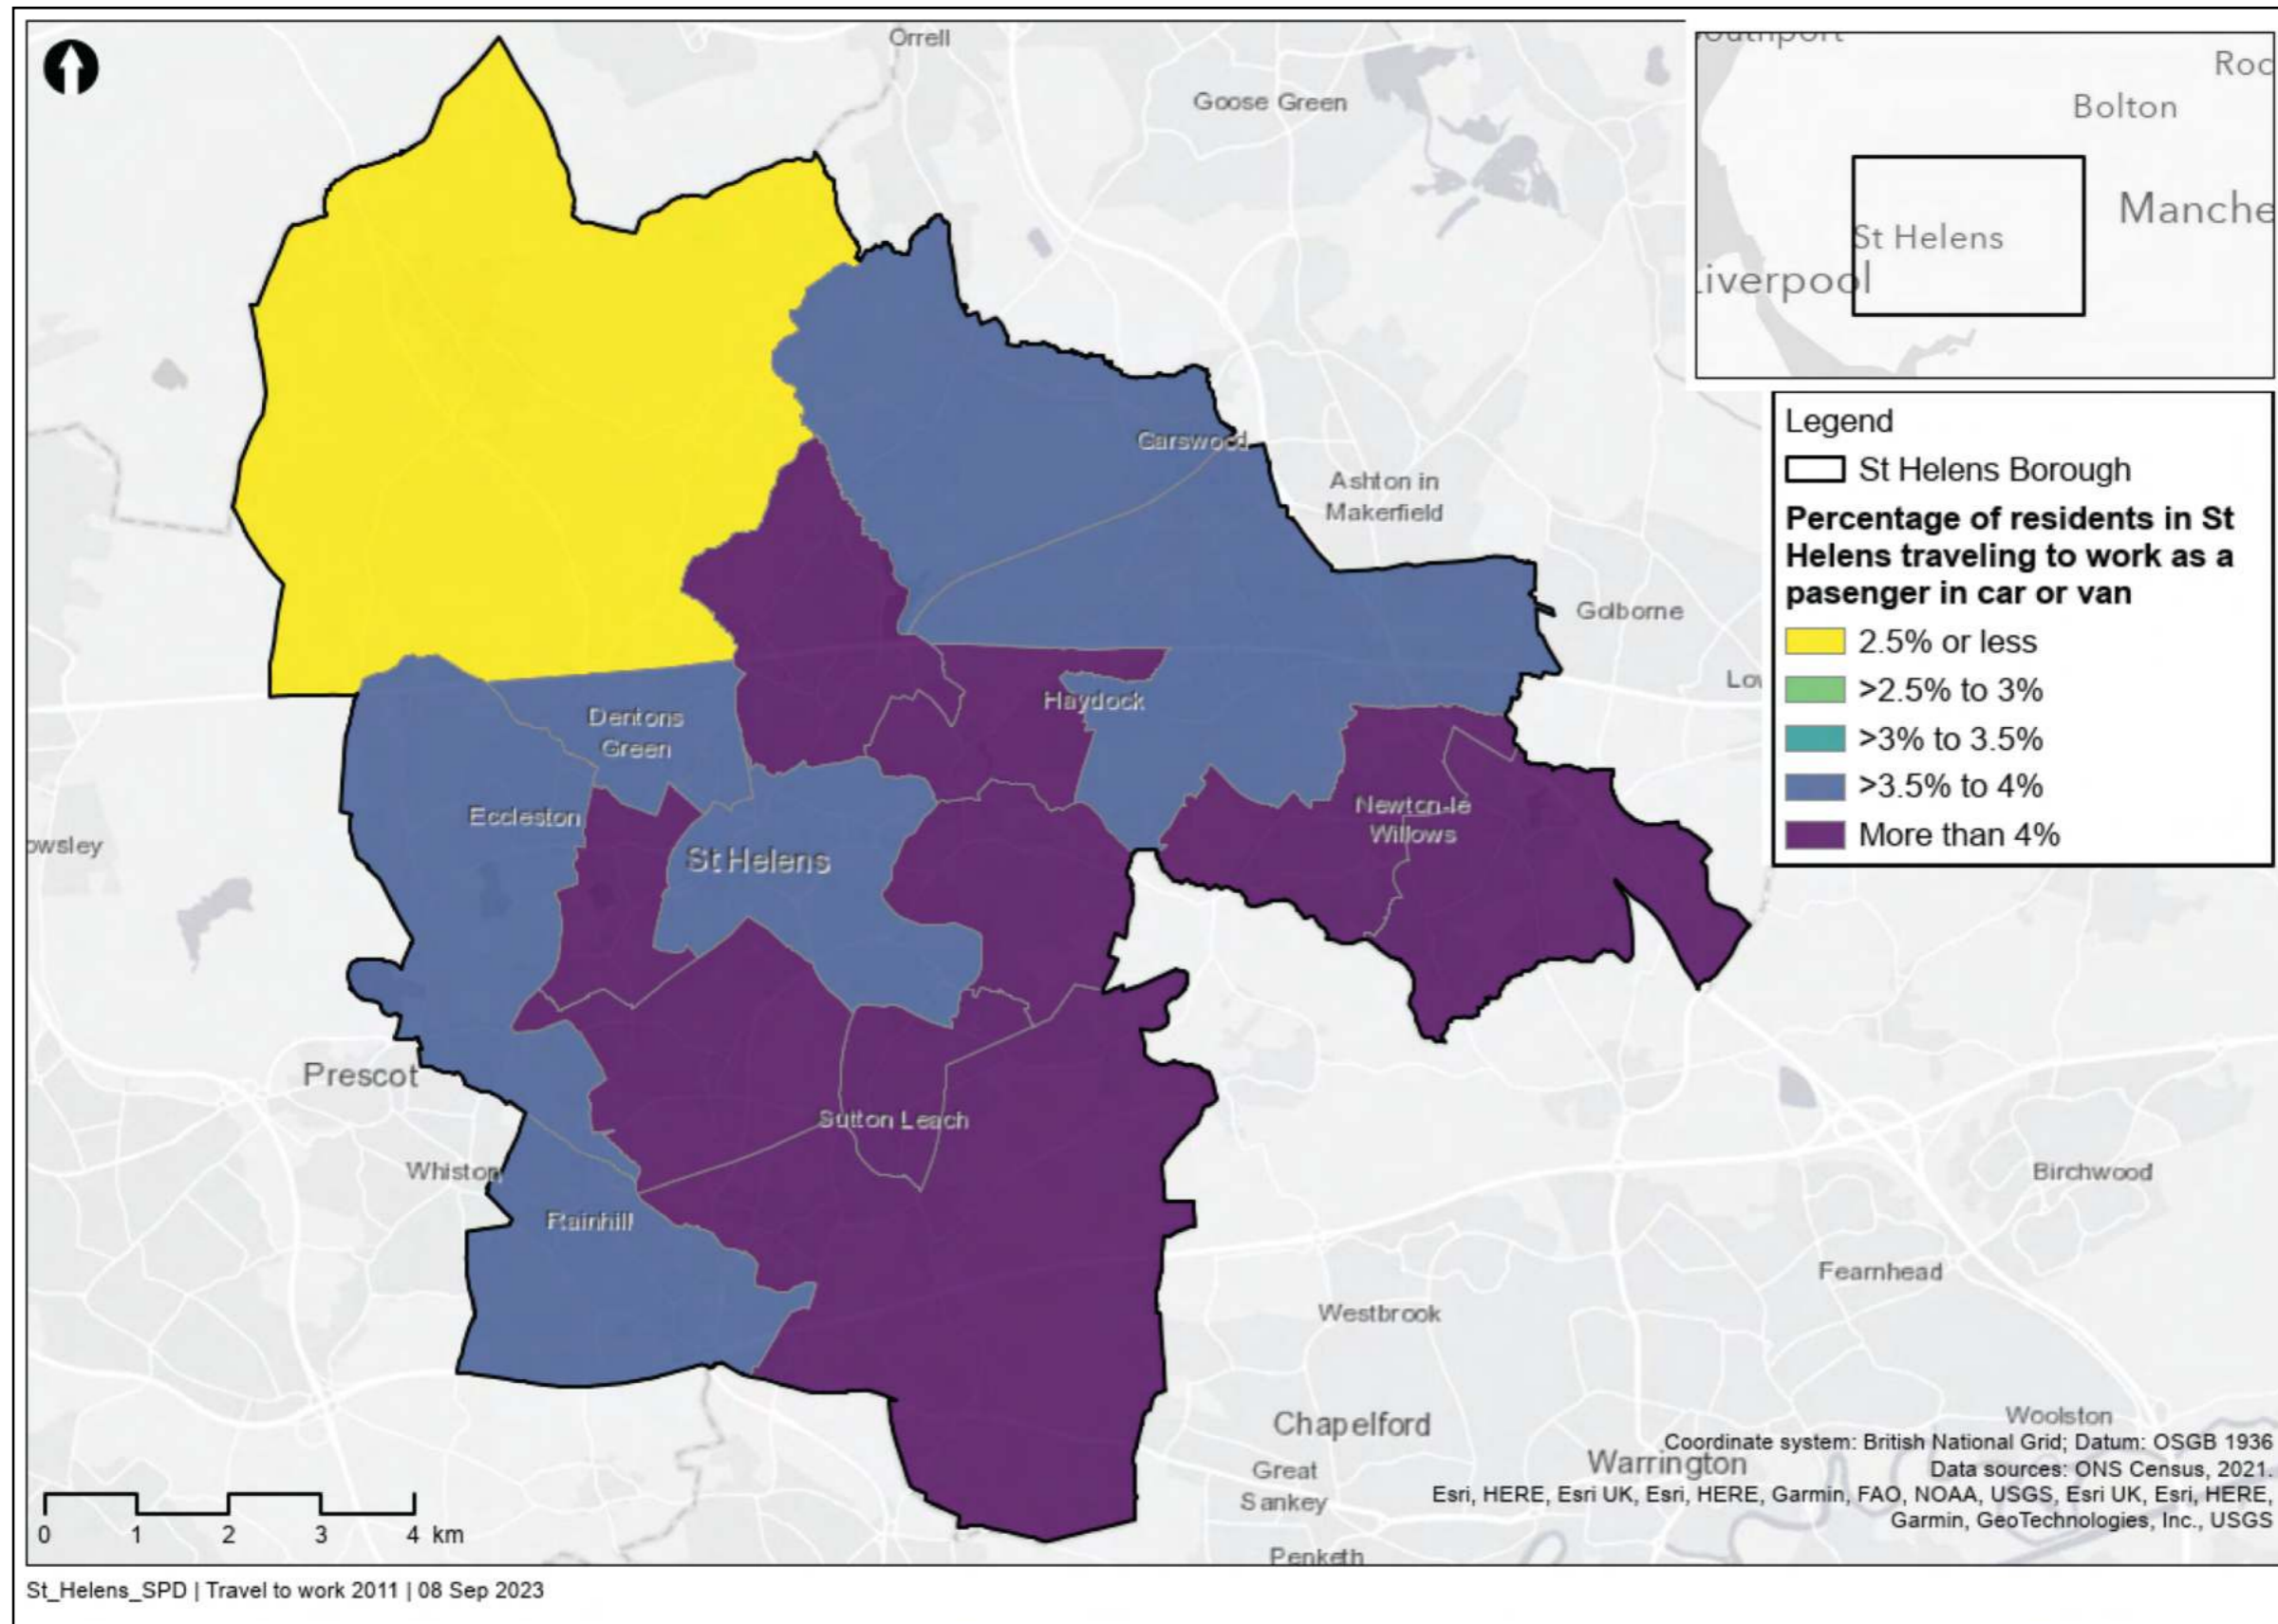 Orrell
Goose Green
Garswood
Ashton in
Makerfield
Golborne
Haydock
Dentons
Green
Eccleston
St Helens
Newton-le
Willows
Prescot
Sutton Leach
Whiston
Rainhill
Birchwood
Fearnhead
Westbrook
Chapelford
Woolston
Great
Sankey
Warrington
Penketh
Bolton
St Helens
Legend
St Helens Borough
Percentage of residents in St
Helens traveling to work as a
pasenger in car or van
2.5% or less
>2.5% to 3%
>3% to 3.5%
>3.5% to 4%
More than 4%
0 1 2 3 4 km
Coordinate system: British National Grid; Datum: OSGB 1936
Data sources: ONS Census, 2021.
Esri, HERE, Esri UK, Esri, HERE, Garmin, FAO, NOAA, USGS, Esri UK, Esri, HERE,
Garmin, GeoTechnologies, Inc., USGS
St_Helens_SPD | Travel to work 2011 | 08 Sep 2023